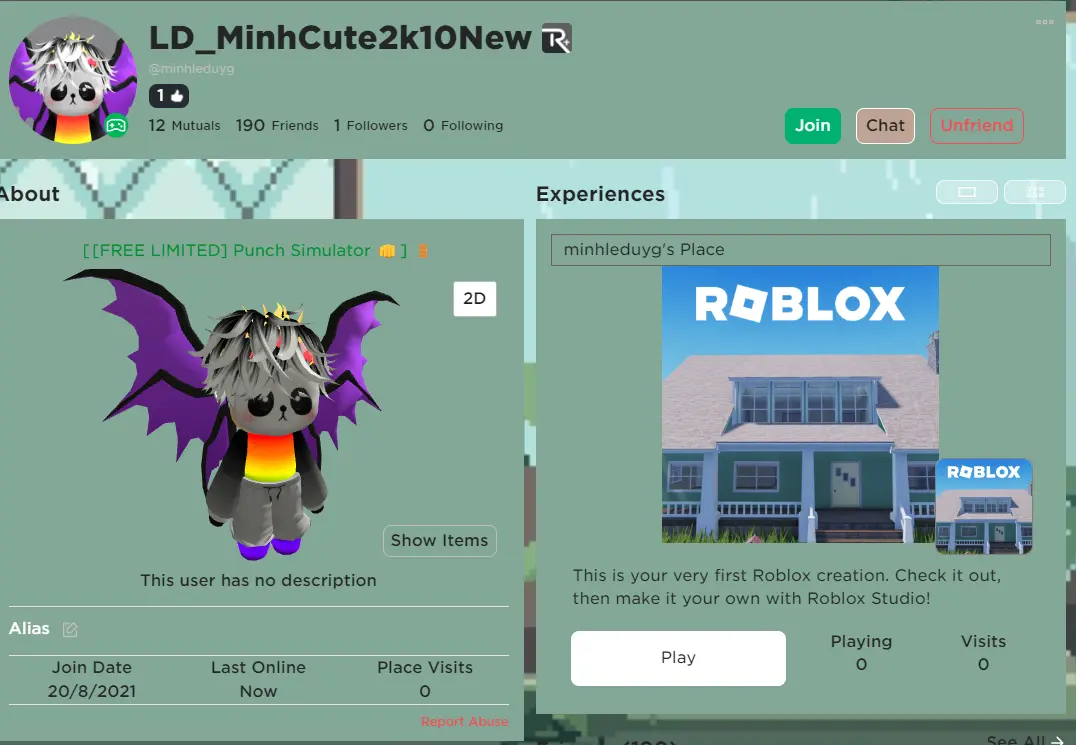 LD_MinhCute2k10New R+
@minhleduyg
1
12 Mutuals 190 Friends 1 Followers 0 Following
Join Chat Unfriend
About
[ [FREE LIMITED] Punch Simulator 👊 ]
2D
Show Items
This user has no description
Alias
Join Date Last Online Place Visits
20/8/2021 Now 0
Report Abuse
Experiences
minhleduyg's Place
ROBLOX
ROBLOX
This is your very first Roblox creation. Check it out,
then make it your own with Roblox Studio!
Play
Playing Visits
0 0
See All →